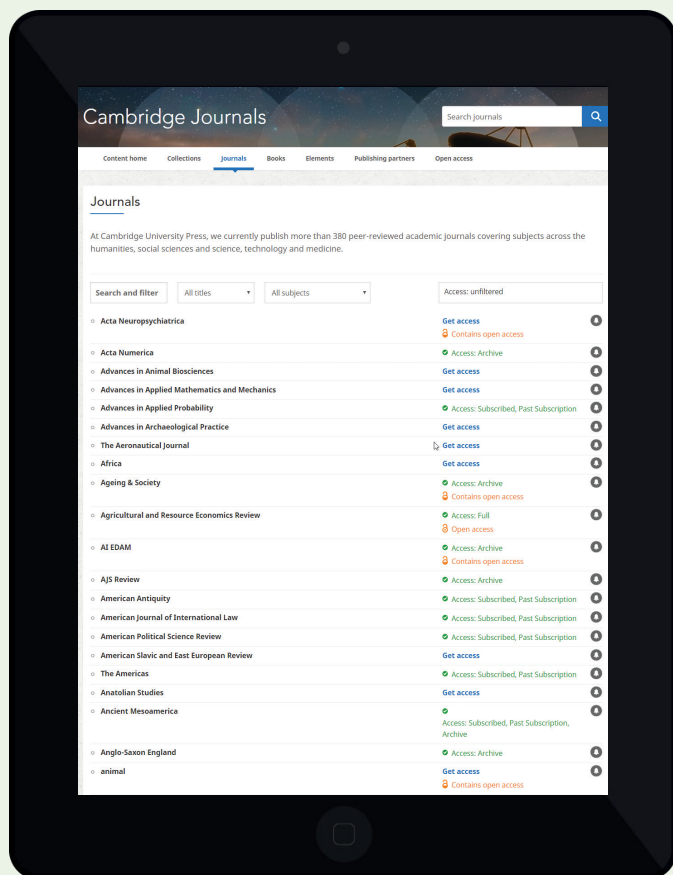 Cambridge Journals
Search journals
Content home Collections Journals Books Elements Publishing partners Open access
Journals
At Cambridge University Press, we currently publish more than 380 peer-reviewed academic journals covering subjects across the
humanities, social sciences and science, technology and medicine.
Search and filter All titles All subjects Access: unfiltered
Acta Neuropsychiatrica Get access
Contains open access
Acta Numerica Access: Archive
Advances in Animal Biosciences Get access
Advances in Applied Mathematics and Mechanics Get access
Advances in Applied Probability Access: Subscribed, Past Subscription
Advances in Archaeological Practice Get access
The Aeronautical Journal Get access
Africa Get access
Ageing & Society Access: Archive
Contains open access
Agricultural and Resource Economics Review Access: Full
Open access
AI EDAM Access: Archive
Contains open access
AJS Review Access: Archive
American Antiquity Access: Subscribed, Past Subscription
American Journal of International Law Access: Subscribed, Past Subscription
American Political Science Review Access: Subscribed, Past Subscription
American Slavic and East European Review Get access
The Americas Access: Subscribed, Past Subscription
Anatolian Studies Get access
Ancient Mesoamerica
Access: Subscribed, Past Subscription,
Archive
Anglo-Saxon England Access: Archive
animal Get access
Contains open access